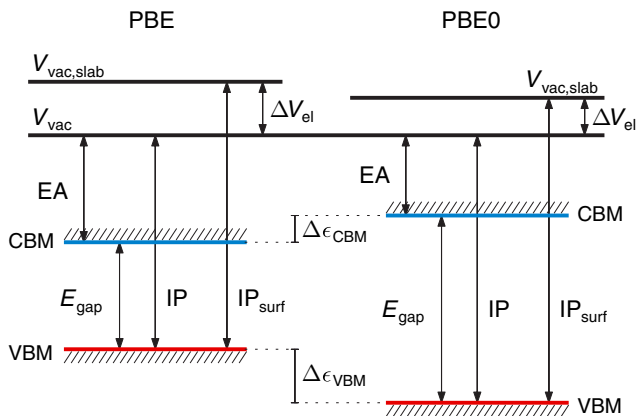 PBE
PBE0
V_vac,slab
V_vac,slab
ΔV_el
ΔV_el
V_vac
EA
EA
CBM
CBM
Δϵ_CBM
E_gap
IP
IP_surf
E_gap
IP
IP_surf
VBM
Δϵ_VBM
VBM